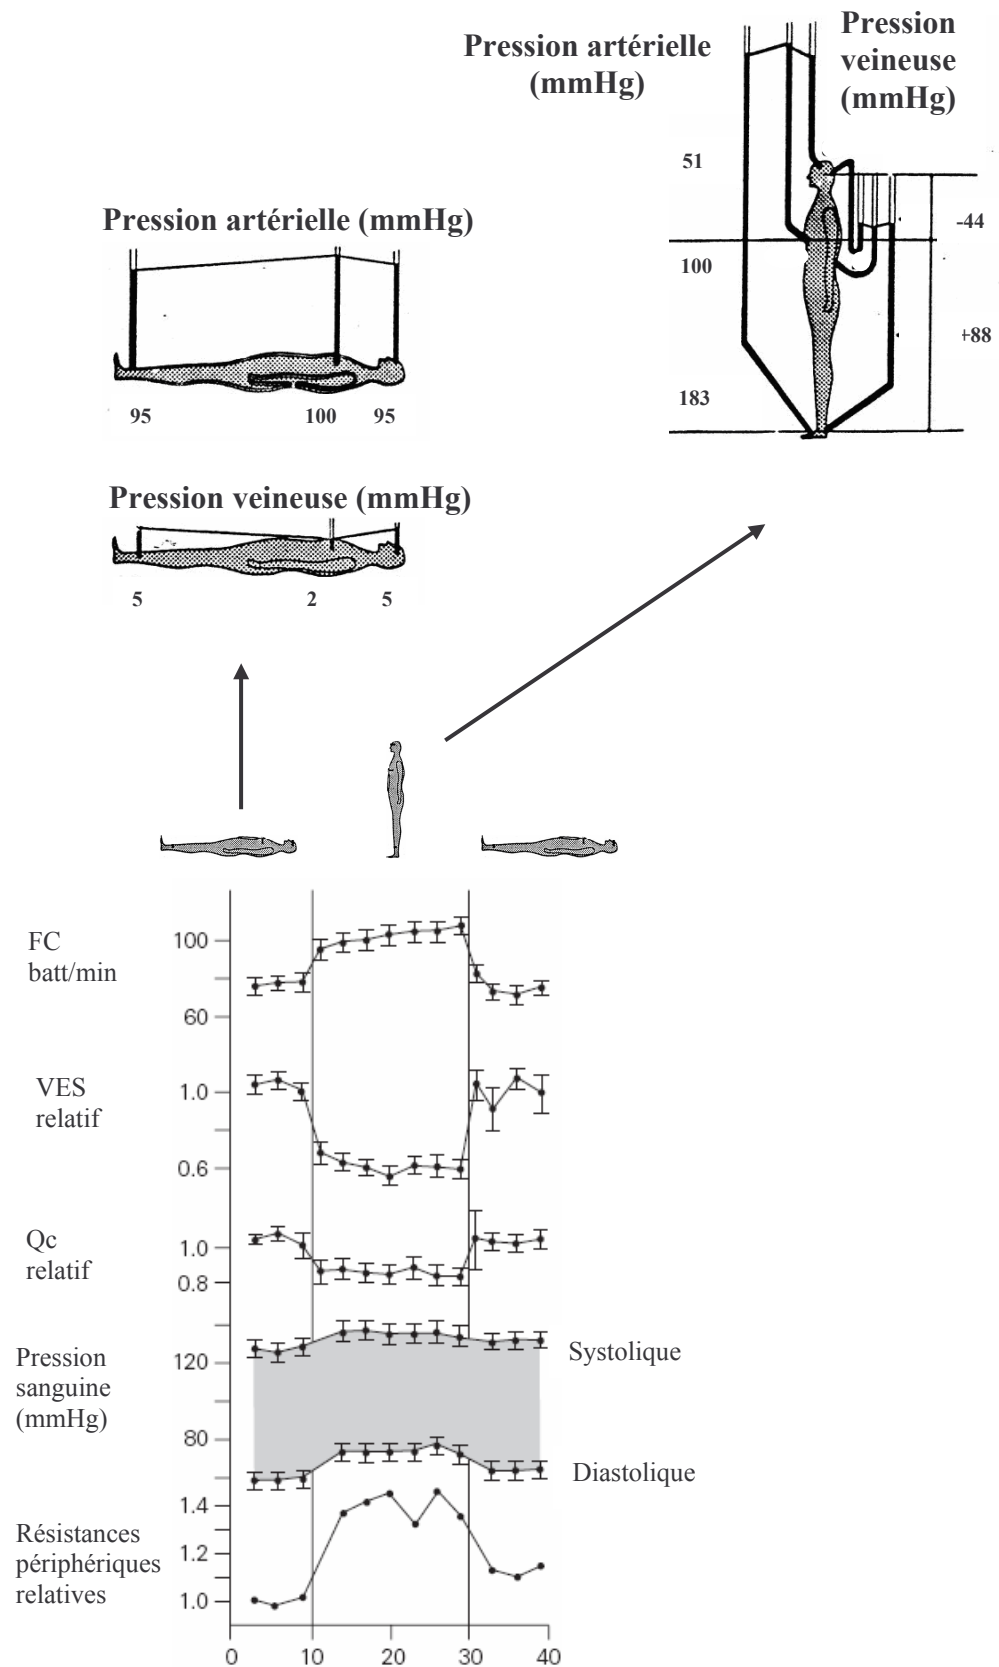 Pression artérielle
(mmHg)
Pression
veineuse
(mmHg)
51
-44
100
+88
183
Pression artérielle (mmHg)
95
100
95
Pression veineuse (mmHg)
5
2
5
FC
batt/min
100
60
VES
relatif
1.0
0.6
Qc
relatif
1.0
0.8
Pression
sanguine
(mmHg)
120
80
Systolique
Diastolique
Résistances
périphériques
relatives
1.4
1.2
1.0
0
10
20
30
40